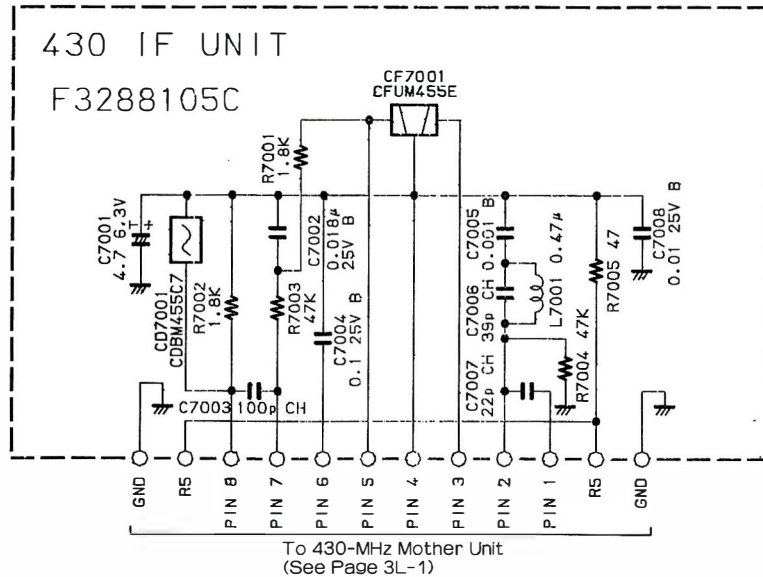 430 IF UNIT
F3288105C
CF7001
CFUM455E
R7001
1.8K
C7001
4.7 6.3V
CD7001
CDBM455C7
R7002
1.8K
C7002
0.018μ
25V B
R7003
47K
C7004
0.1 25V B
C7003 100p CH
C7005
0.001 B
C7006
39p CH
L7001 0.47μ
C7007
22p CH
R7004 47K
R7005 47
C7008
0.01 25V B
GND
R5
PIN 8
PIN 7
PIN 6
PIN 5
PIN 4
PIN 3
PIN 2
PIN 1
R5
GND
To 430-MHz Mother Unit
(See Page 3L-1)